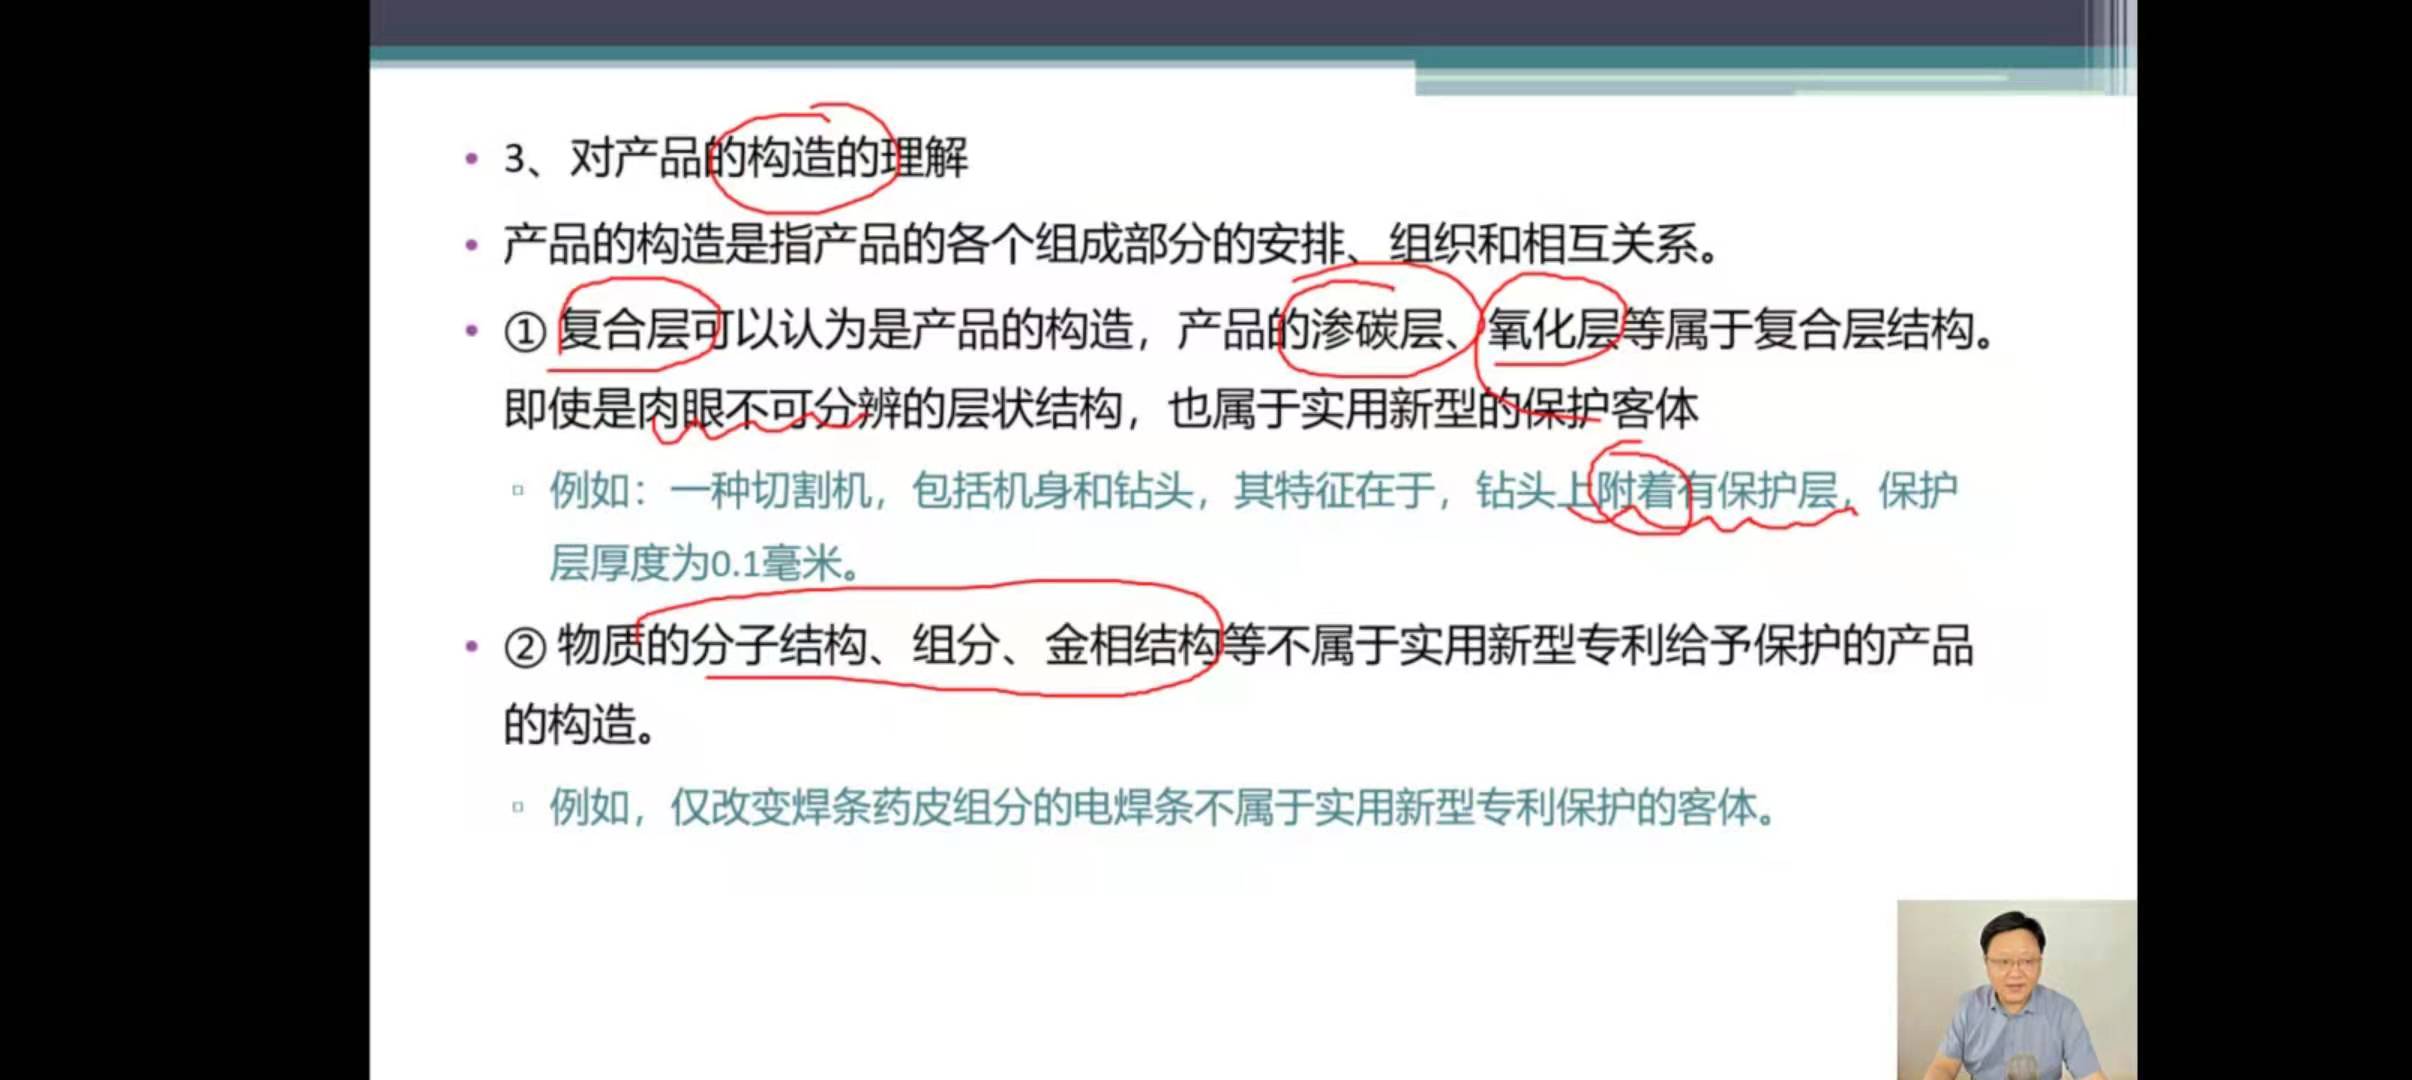 3、对产品的构造的理解
产品的构造是指产品的各个组成部分的安排、组织和相互关系。
① 复合层可以认为是产品的构造，产品的渗碳层、氧化层等属于复合层结构。
即使是肉眼不可分辨的层状结构，也属于实用新型的保护客体
例如：一种切割机，包括机身和钻头，其特征在于，钻头上附着有保护层，保护
层厚度为0.1毫米。
② 物质的分子结构、组分、金相结构等不属于实用新型专利给予保护的产品
的构造。
例如，仅改变焊条药皮组分的电焊条不属于实用新型专利保护的客体。